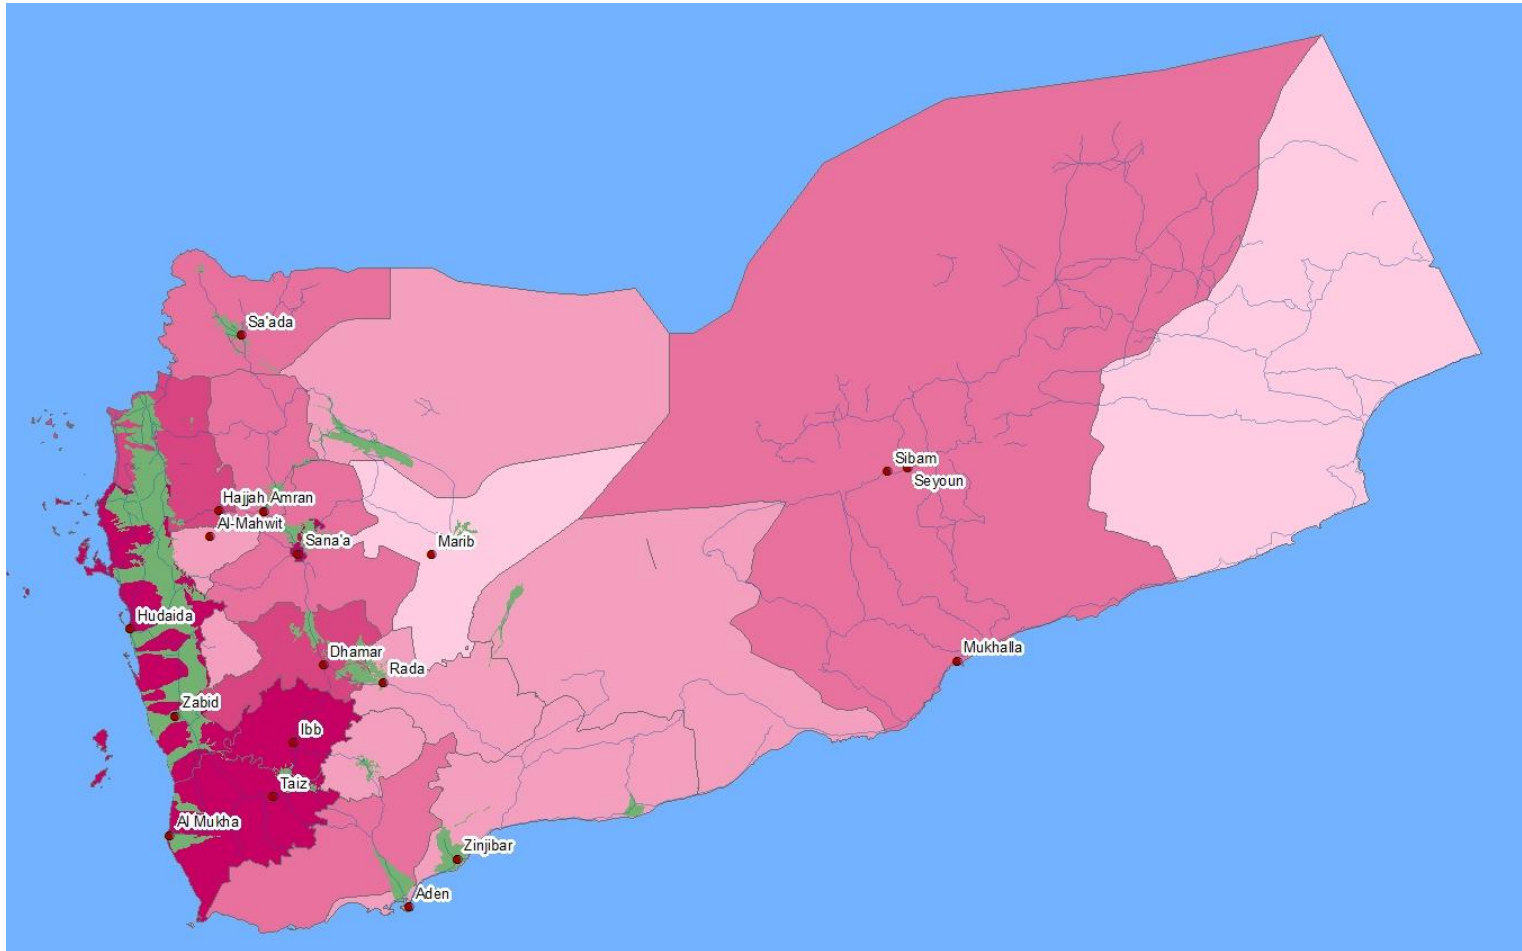 Sa'ada
Sibam
Seyoun
Hajjah Amran
Al-Mahwit
Sana'a
Marib
Hudaida
Dhamar
Mukhalla
Rada
Zabid
Ibb
Taiz
Al Mukha
Zinjibar
Aden